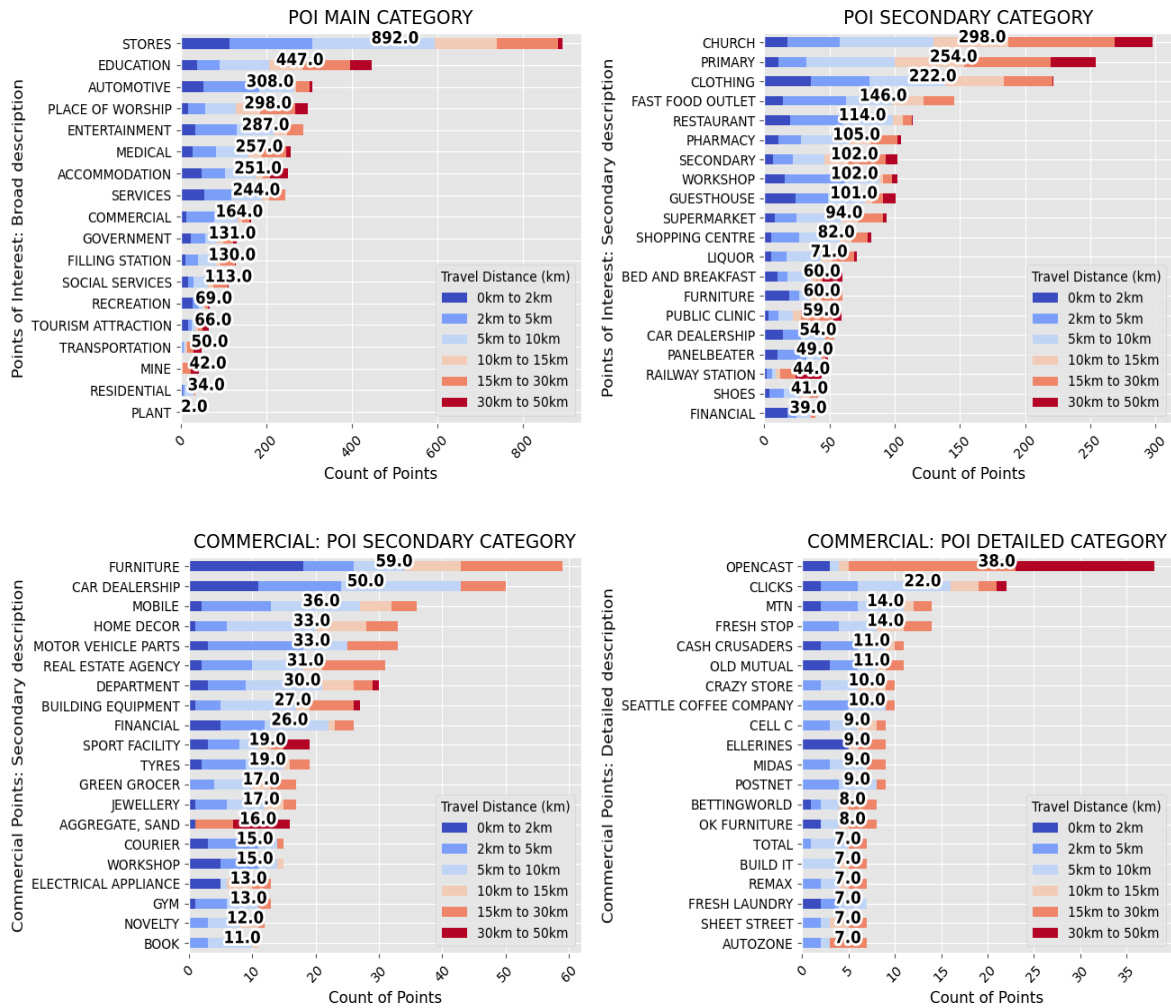 POI MAIN CATEGORY
Points of Interest: Broad description
STORES 892.0
EDUCATION 447.0
AUTOMOTIVE 308.0
PLACE OF WORSHIP 298.0
ENTERTAINMENT 287.0
MEDICAL 257.0
ACCOMMODATION 251.0
SERVICES 244.0
COMMERCIAL 164.0
GOVERNMENT 131.0
FILLING STATION 130.0
SOCIAL SERVICES 113.0
RECREATION 69.0
TOURISM ATTRACTION 66.0
TRANSPORTATION 50.0
MINE 42.0
RESIDENTIAL 34.0
PLANT 2.0
Travel Distance (km)
0km to 2km
2km to 5km
5km to 10km
10km to 15km
15km to 30km
30km to 50km
0 200 400 600 800
Count of Points
POI SECONDARY CATEGORY
Points of Interest: Secondary description
CHURCH 298.0
PRIMARY 254.0
CLOTHING 222.0
FAST FOOD OUTLET 146.0
RESTAURANT 114.0
PHARMACY 105.0
SECONDARY 102.0
WORKSHOP 102.0
GUESTHOUSE 101.0
SUPERMARKET 94.0
SHOPPING CENTRE 82.0
LIQUOR 71.0
BED AND BREAKFAST 60.0
FURNITURE 60.0
PUBLIC CLINIC 59.0
CAR DEALERSHIP 54.0
PANELBEATER 49.0
RAILWAY STATION 44.0
SHOES 41.0
FINANCIAL 39.0
Travel Distance (km)
0km to 2km
2km to 5km
5km to 10km
10km to 15km
15km to 30km
30km to 50km
0 50 100 150 200 250 300
Count of Points
COMMERCIAL: POI SECONDARY CATEGORY
Commercial Points: Secondary description
FURNITURE 59.0
CAR DEALERSHIP 50.0
MOBILE 36.0
HOME DECOR 33.0
MOTOR VEHICLE PARTS 33.0
REAL ESTATE AGENCY 31.0
DEPARTMENT 30.0
BUILDING EQUIPMENT 27.0
FINANCIAL 26.0
SPORT FACILITY 19.0
TYRES 19.0
GREEN GROCER 17.0
JEWELLERY 17.0
AGGREGATE, SAND 16.0
COURIER 15.0
WORKSHOP 15.0
ELECTRICAL APPLIANCE 13.0
GYM 13.0
NOVELTY 12.0
BOOK 11.0
Travel Distance (km)
0km to 2km
2km to 5km
5km to 10km
10km to 15km
15km to 30km
30km to 50km
0 10 20 30 40 50 60
Count of Points
COMMERCIAL: POI DETAILED CATEGORY
Commercial Points: Detailed description
OPENCAST 38.0
CLICKS 22.0
MTN 14.0
FRESH STOP 14.0
CASH CRUSADERS 11.0
OLD MUTUAL 11.0
CRAZY STORE 10.0
SEATTLE COFFEE COMPANY 10.0
CELL C 9.0
ELLERINES 9.0
MIDAS 9.0
POSTNET 9.0
BETTINGWORLD 8.0
OK FURNITURE 8.0
TOTAL 7.0
BUILD IT 7.0
REMAX 7.0
FRESH LAUNDRY 7.0
SHEET STREET 7.0
AUTOZONE 7.0
Travel Distance (km)
0km to 2km
2km to 5km
5km to 10km
10km to 15km
15km to 30km
30km to 50km
0 5 10 15 20 25 30 35
Count of Points